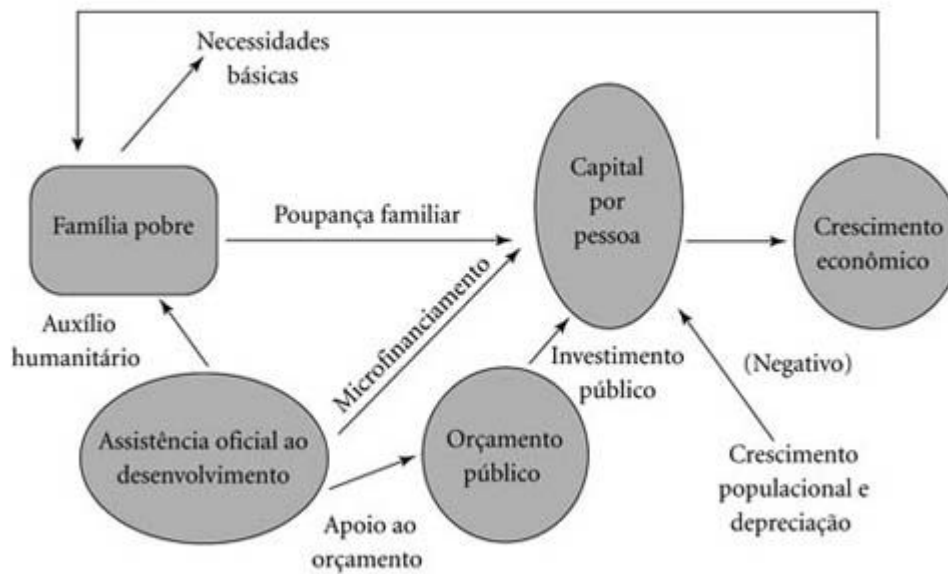 Necessidades
básicas
Família pobre
Poupança familiar
Capital
por
pessoa
Crescimento
econômico
Auxílio
humanitário
Microfinanciamento
Investimento
público
(Negativo)
Assistência oficial ao
desenvolvimento
Orçamento
público
Crescimento
populacional e
depreciação
Apoio ao
orçamento